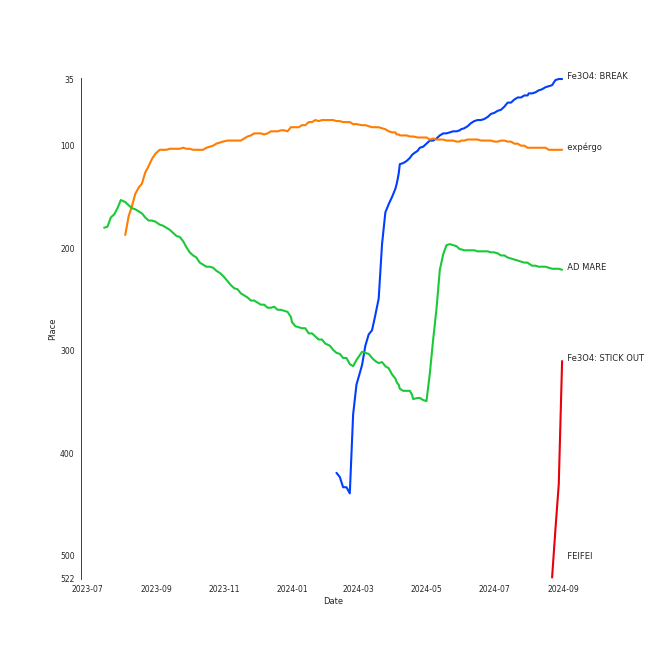 Fe3O4: BREAK
35
100
expérgo
200
AD MARE
Place
300
Fe3O4: STICK OUT
400
500
FEIFEI
522
2023-07
2023-09
2023-11
2024-01
2024-03
2024-05
2024-07
2024-09
Date